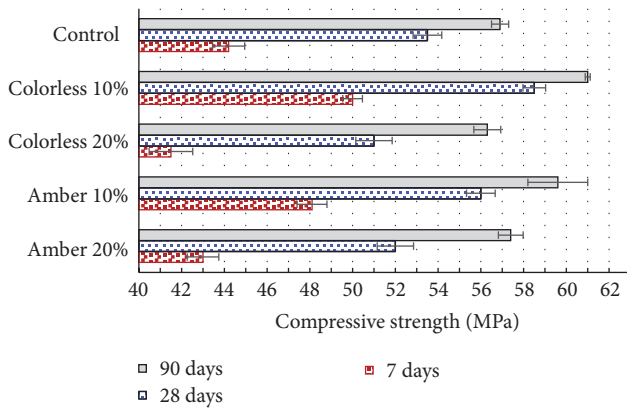 Control
Colorless 10%
Colorless 20%
Amber 10%
Amber 20%
40 42 44 46 48 50 52 54 56 58 60 62
Compressive strength (MPa)
90 days 7 days
28 days